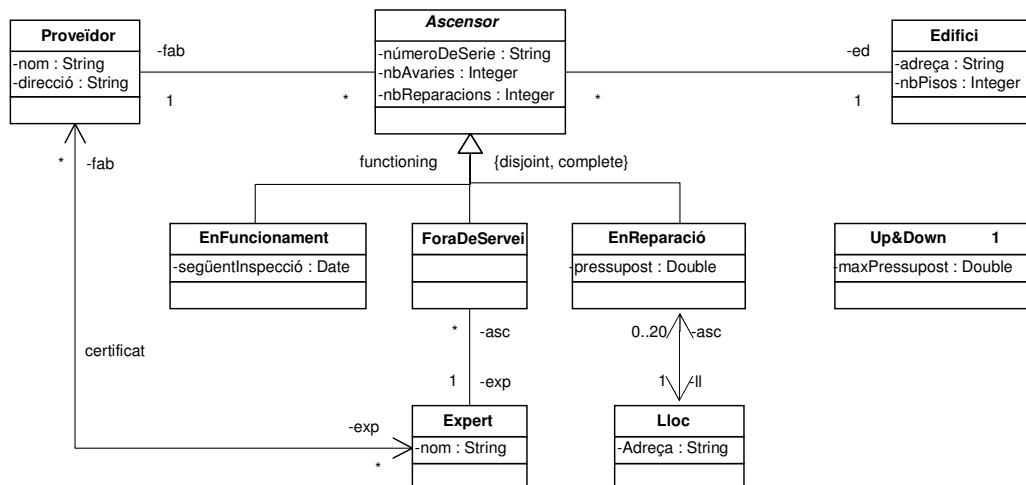 Proveïdor
-nom : String
-direcció : String
-fab
1
*
Ascensor
-númeroDeSerie : String
-nbAvaries : Integer
-nbReparacions : Integer
-ed
*
1
Edifici
-adreça : String
-nbPisos : Integer
* -fab
functioning {disjoint, complete}
EnFuncionament
-següentInspecció : Date
ForaDeServei
EnReparació
-pressupost : Double
Up&Down 1
-maxPressupost : Double
* -asc
0..20 -asc
certificat
1 -exp
1 -ll
-exp
*
Expert
-nom : String
Lloc
-Adreça : String